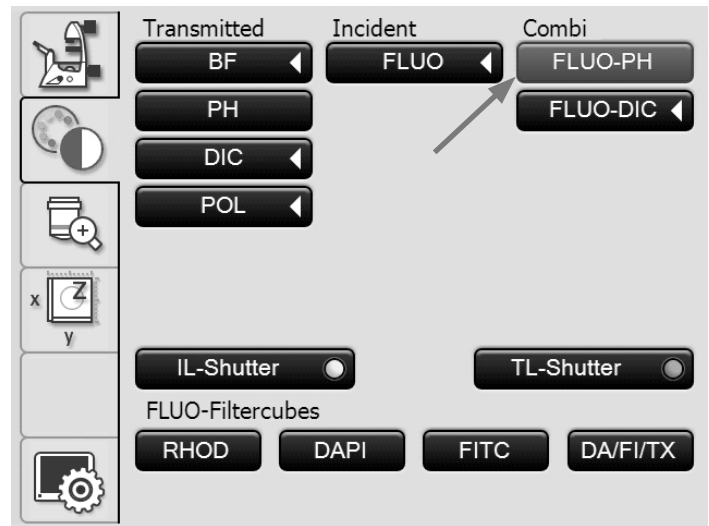 Transmitted Incident Combi
BF FLUO FLUO-PH
PH FLUO-DIC
DIC
POL
x Z
y
IL-Shutter TL-Shutter
FLUO-Filtercubes
RHOD DAPI FITC DA/FI/TX